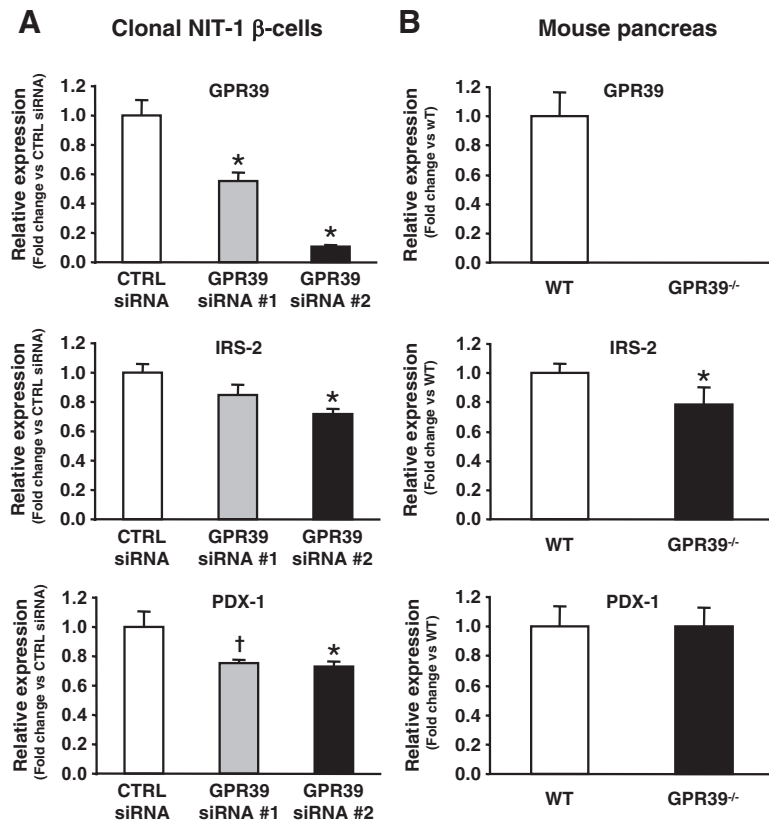 A Clonal NIT-1 β-cells
GPR39
Relative expression
(Fold change vs CTRL siRNA)
1.2
1.0
0.8
0.6
0.4
0.2
0.0
*
*
CTRL siRNA
GPR39 siRNA #1
GPR39 siRNA #2
IRS-2
Relative expression
(Fold change vs CTRL siRNA)
1.2
1.0
0.8
0.6
0.4
0.2
0.0
*
CTRL siRNA
GPR39 siRNA #1
GPR39 siRNA #2
PDX-1
Relative expression
(Fold change vs CTRL siRNA)
1.2
1.0
0.8
0.6
0.4
0.2
0.0
†
*
CTRL siRNA
GPR39 siRNA #1
GPR39 siRNA #2
B Mouse pancreas
GPR39
Relative expression
(Fold change vs wT)
1.2
1.0
0.8
0.6
0.4
0.2
0.0
WT
GPR39-/-
IRS-2
Relative expression
(Fold change vs WT)
1.2
1.0
0.8
0.6
0.4
0.2
0.0
*
WT
GPR39-/-
PDX-1
Relative expression
(Fold change vs WT)
1.2
1.0
0.8
0.6
0.4
0.2
0.0
WT
GPR39-/-